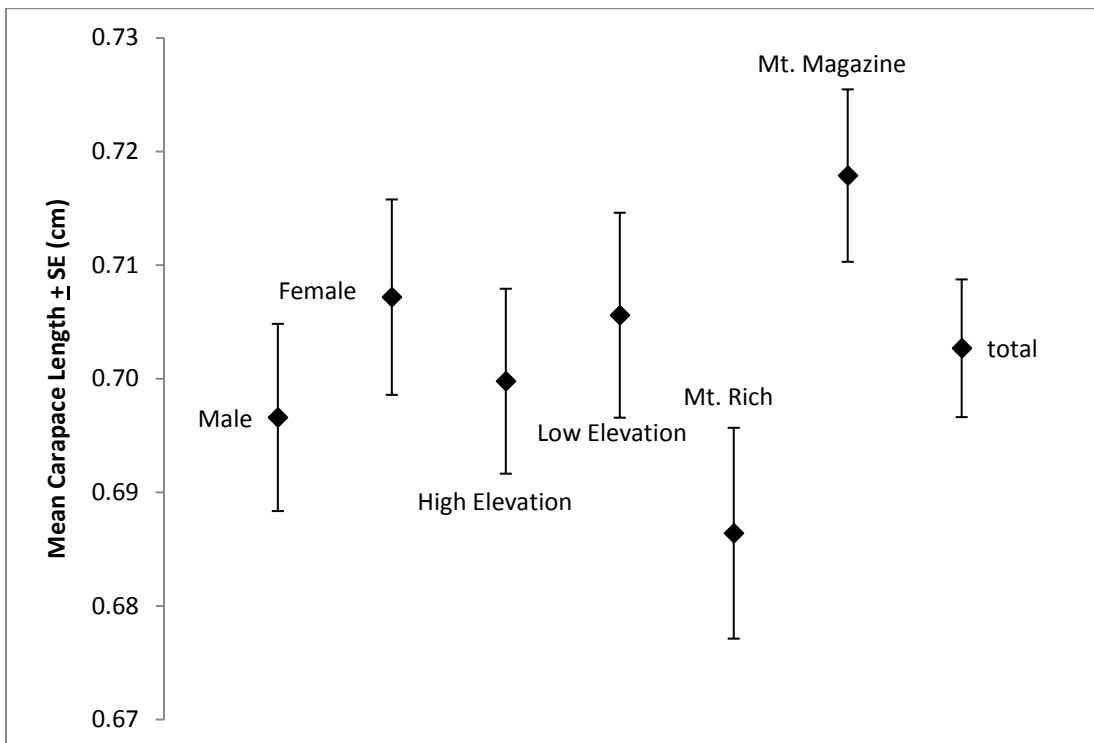 0.73
0.72
0.71
0.70
0.69
0.68
0.67
Mean Carapace Length + SE (cm)
Male
Female
High Elevation
Low Elevation
Mt. Rich
Mt. Magazine
total